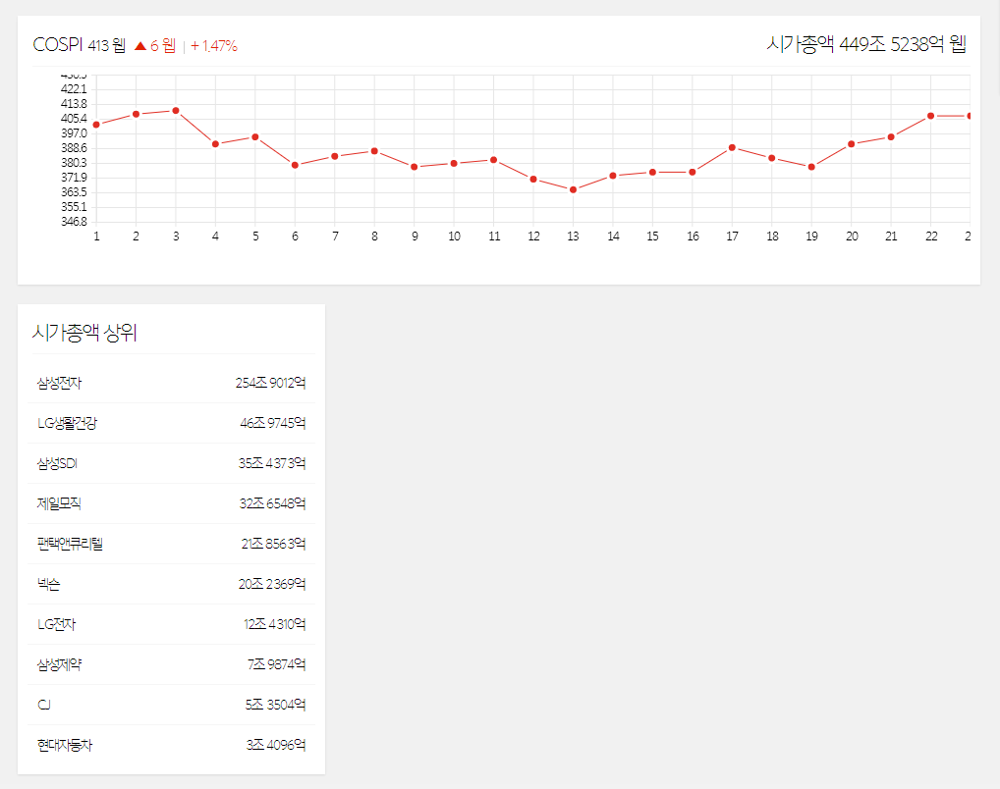 COSPI 413 웹 ▲ 6 웹 | + 1.47%
시가총액 449조 5238억 웹
430.5
422.1
413.8
405.4
397.0
388.6
380.3
371.9
363.5
355.1
346.8
1 2 3 4 5 6 7 8 9 10 11 12 13 14 15 16 17 18 19 20 21 22 2
시가총액 상위
삼성전자 254조 9012억
LG생활건강 46조 9745억
삼성SDI 35조 4373억
제일모직 32조 6548억
팬택앤큐리텔 21조 8563억
넥슨 20조 2369억
LG전자 12조 4310억
삼성제약 7조 9874억
CJ 5조 3504억
현대자동차 3조 4096억